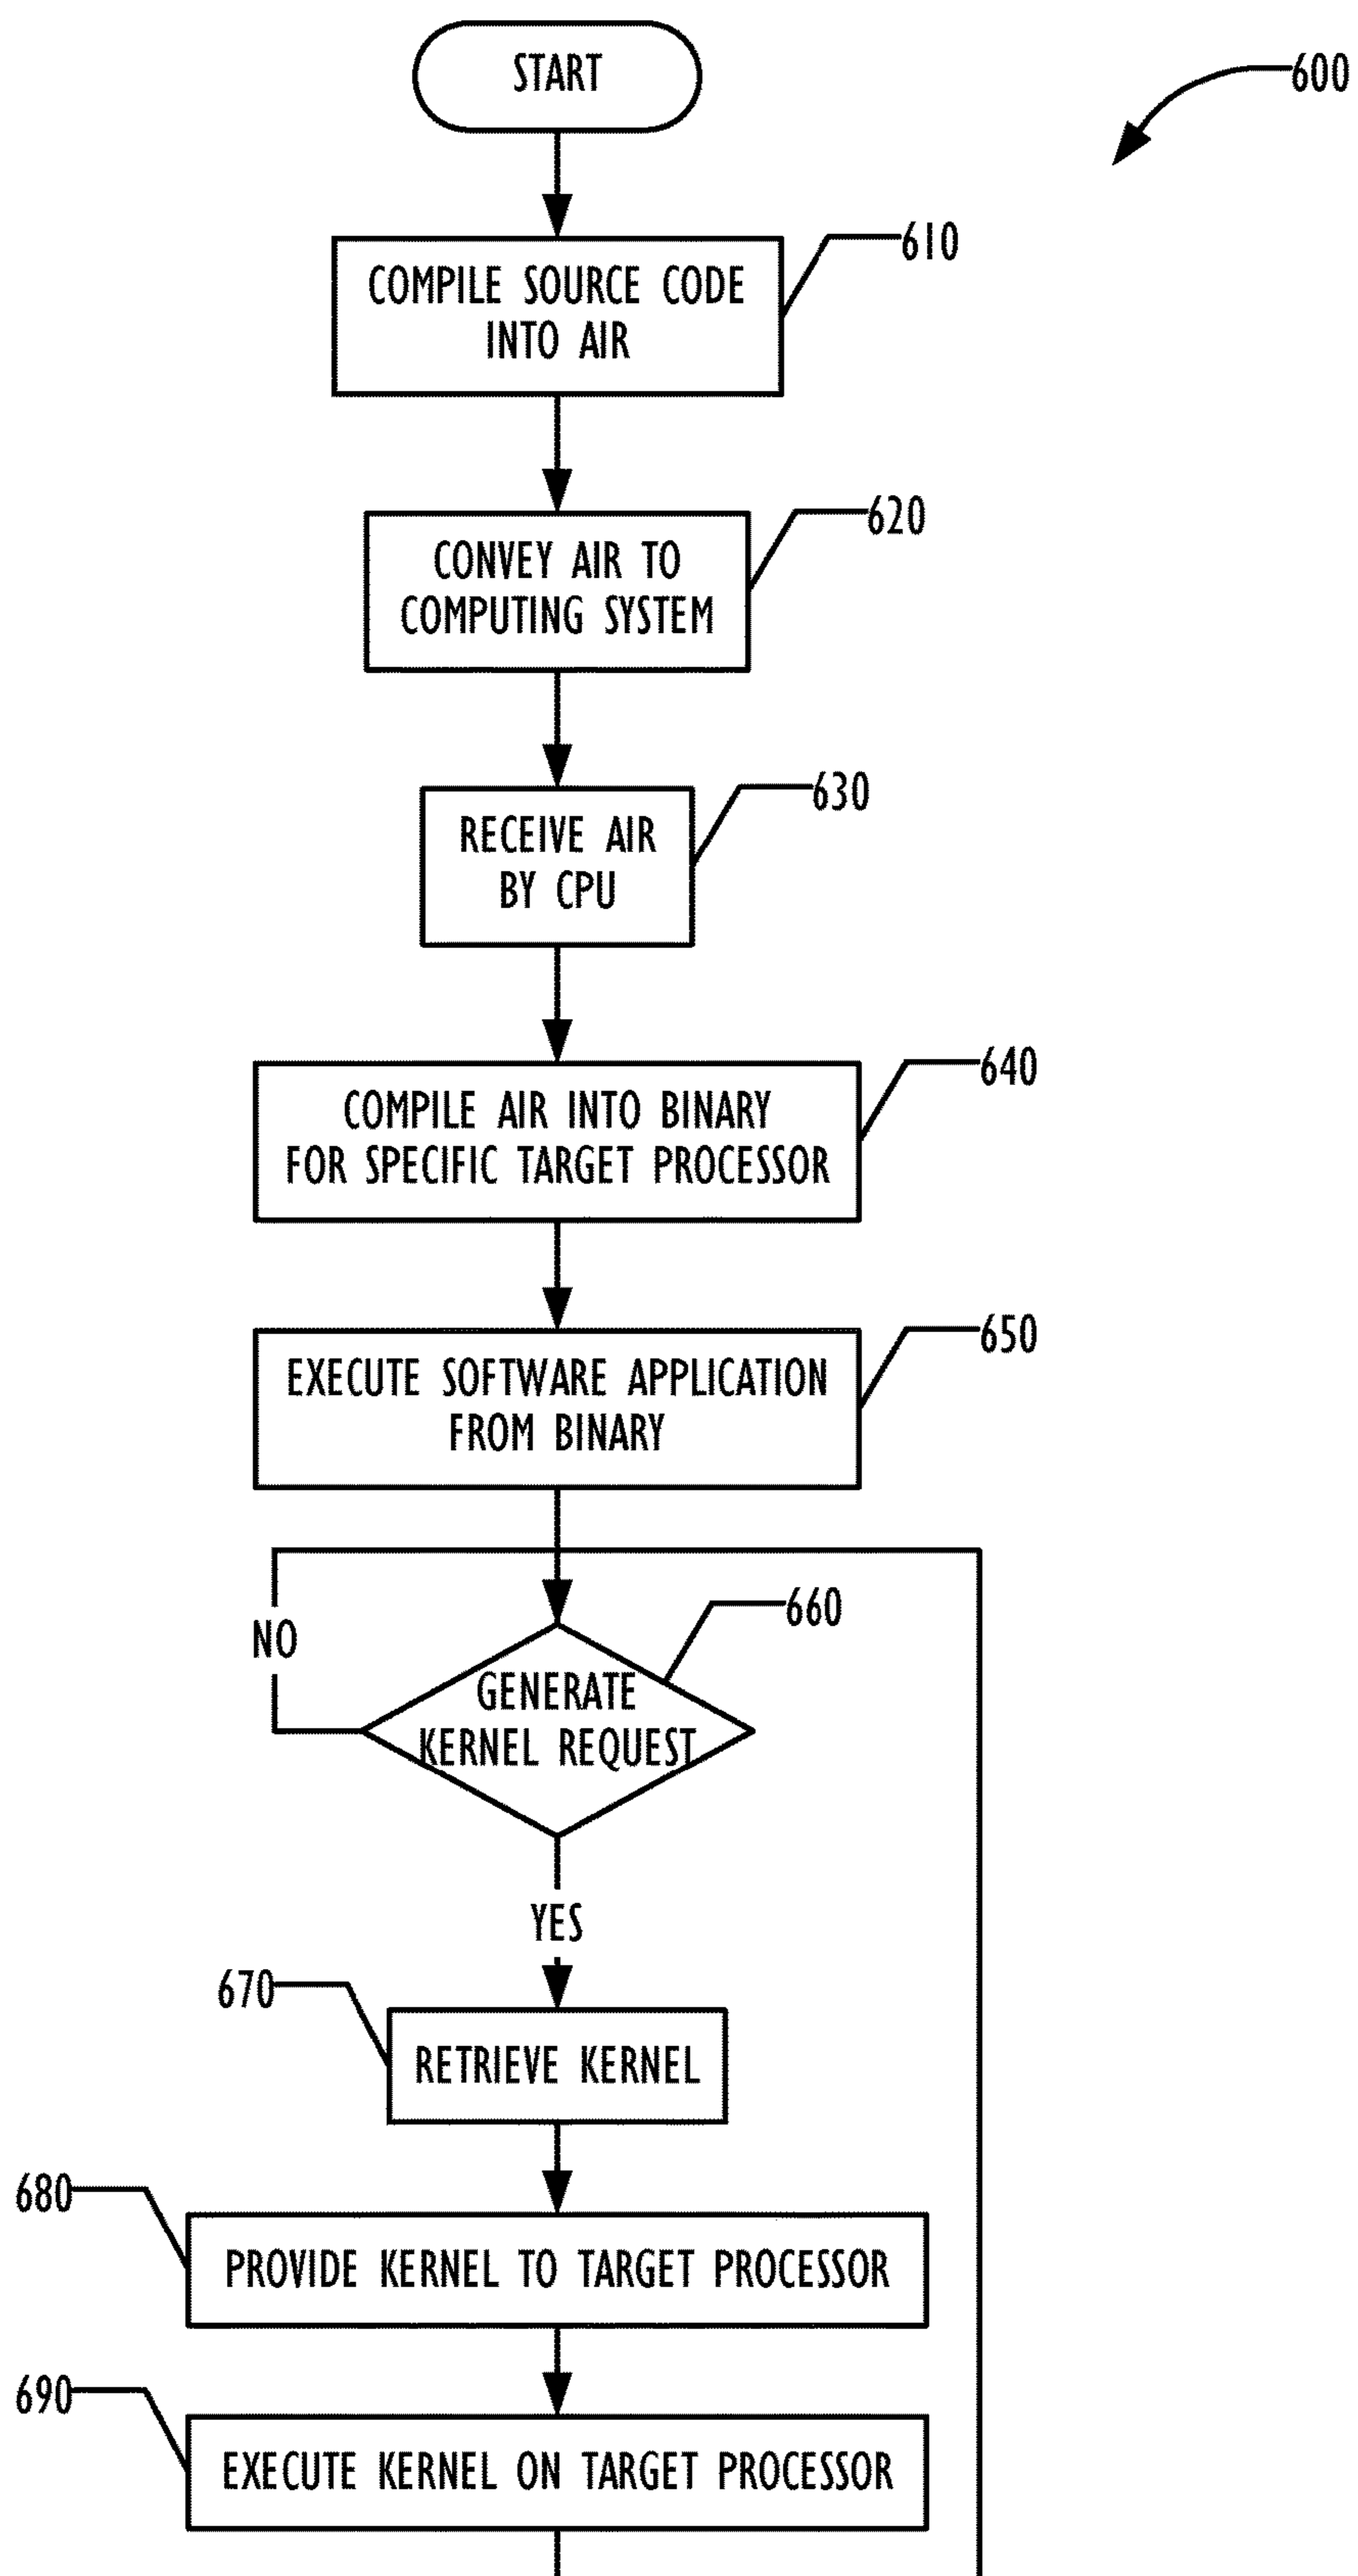 START
600
610
COMPILE SOURCE CODE
INTO AIR
620
CONVEY AIR TO
COMPUTING SYSTEM
630
RECEIVE AIR
BY CPU
640
COMPILE AIR INTO BINARY
FOR SPECIFIC TARGET PROCESSOR
650
EXECUTE SOFTWARE APPLICATION
FROM BINARY
660
NO
GENERATE
KERNEL REQUEST
YES
670
RETRIEVE KERNEL
680
PROVIDE KERNEL TO TARGET PROCESSOR
690
EXECUTE KERNEL ON TARGET PROCESSOR